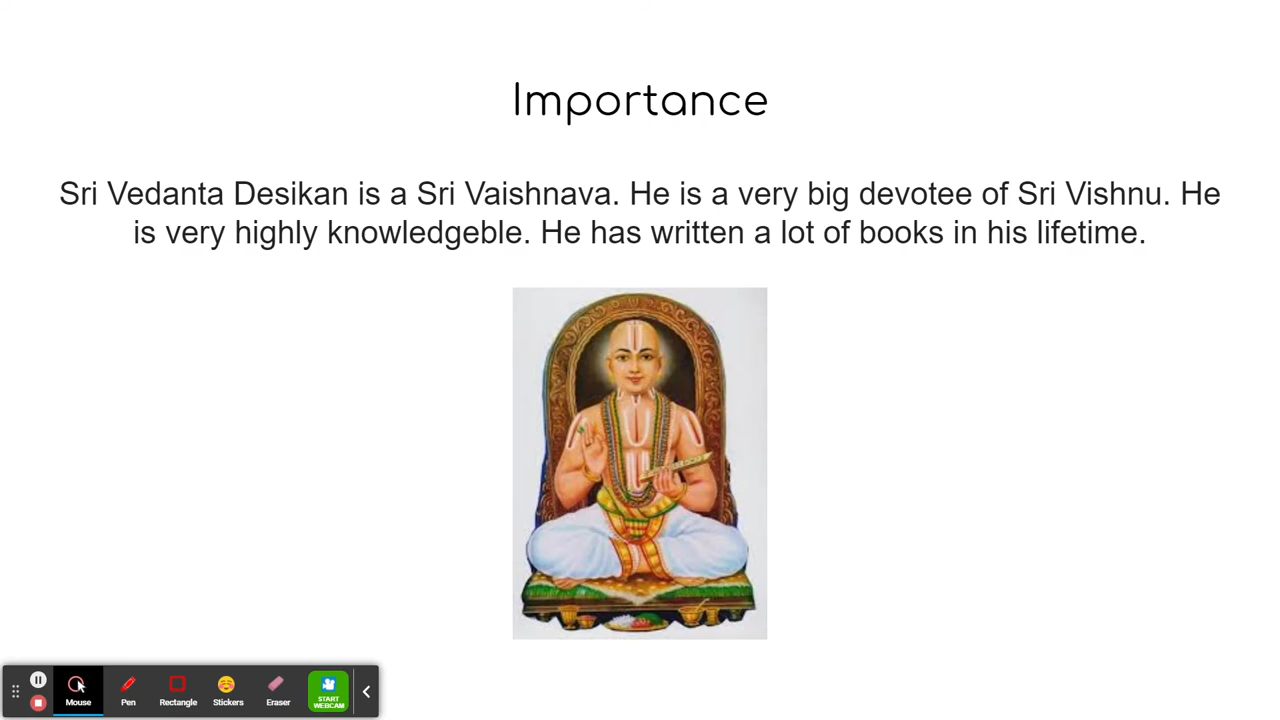 Importance
Sri Vedanta Desikan is a Sri Vaishnava. He is a very big devotee of Sri Vishnu. He
is very highly knowledgeble. He has written a lot of books in his lifetime.
Mouse
Pen
Rectangle
Stickers
Eraser
START
WEBCAM